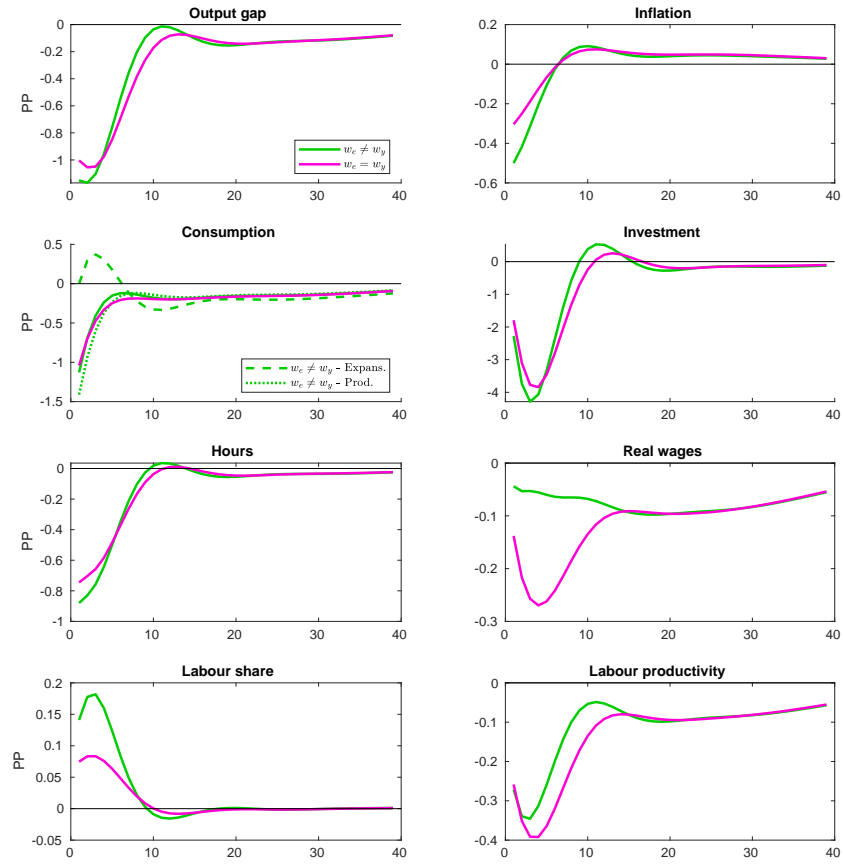 Output gap
Inflation
0
-0.2
-0.4
-0.6
-0.8
-1
PP
0 10 20 30 40
w_e ≠ w_y
w_e = w_y
0.2
0
-0.2
-0.4
-0.6
0 10 20 30 40
Consumption
Investment
0.5
0
-0.5
-1
-1.5
PP
0 10 20 30 40
w_e ≠ w_y - Expans.
w_e ≠ w_y - Prod.
0
-1
-2
-3
-4
0 10 20 30 40
Hours
Real wages
0
-0.2
-0.4
-0.6
-0.8
-1
PP
0 10 20 30 40
0
-0.1
-0.2
-0.3
0 10 20 30 40
Labour share
Labour productivity
0.2
0.15
0.1
0.05
0
-0.05
PP
0 10 20 30 40
0
-0.1
-0.2
-0.3
-0.4
0 10 20 30 40